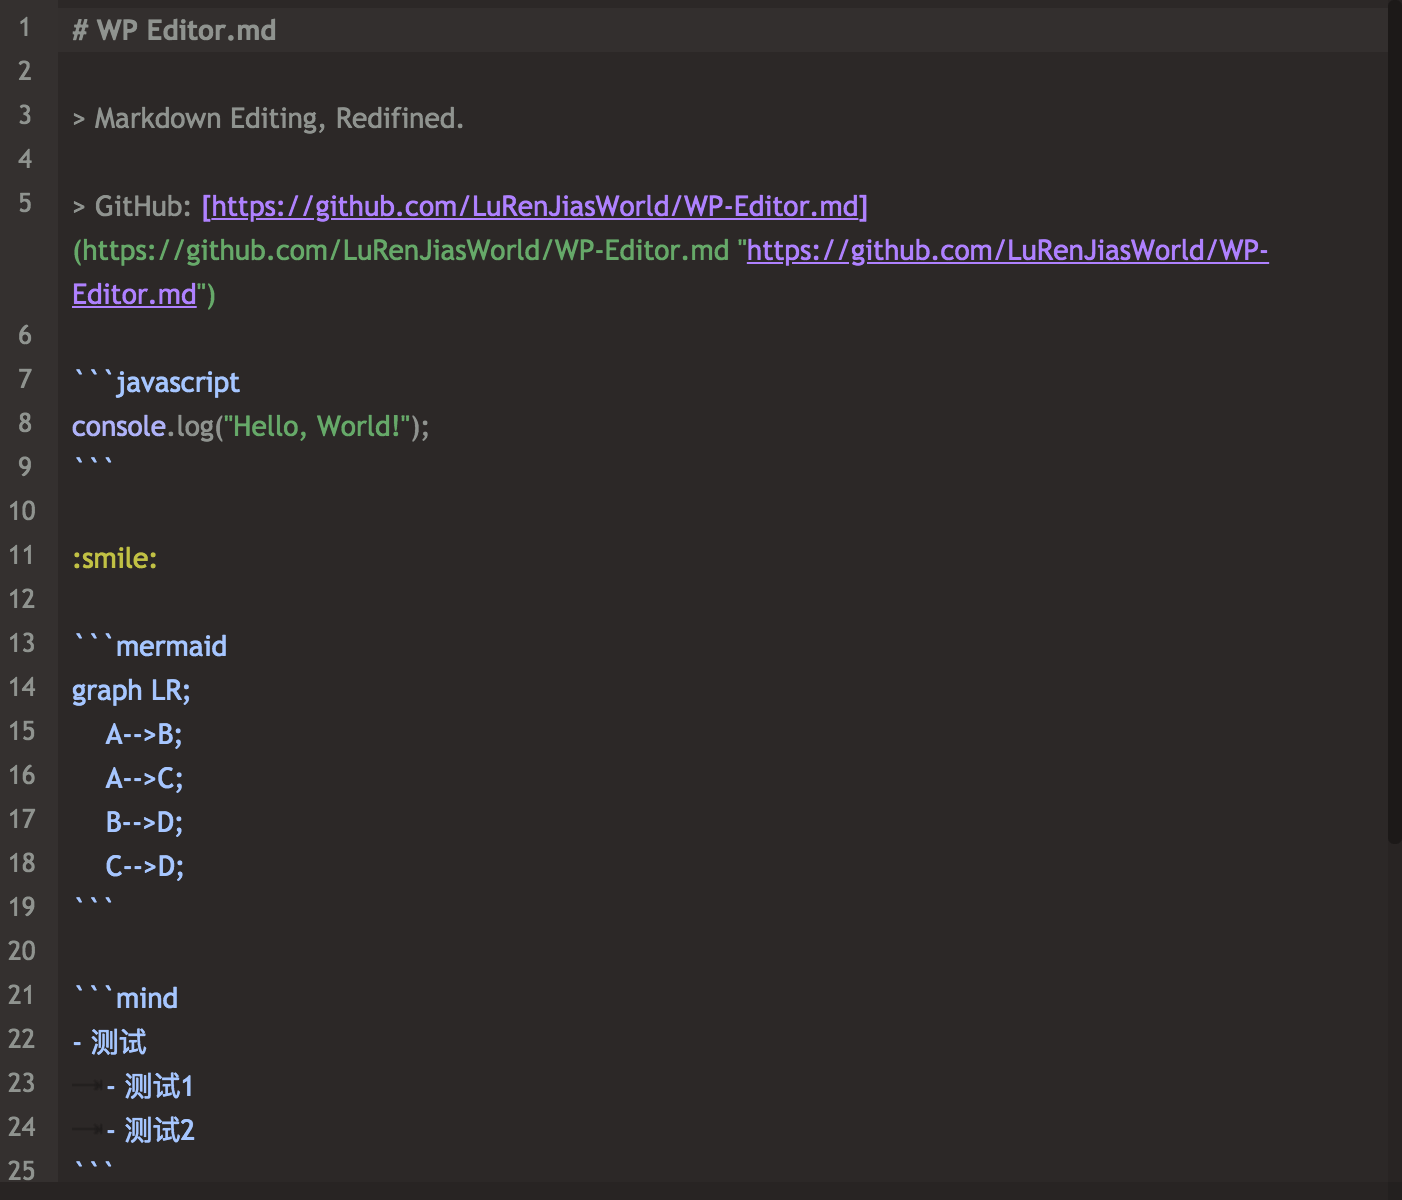 1 # WP Editor.md
2
3 > Markdown Editing, Redifined.
4
5 > GitHub: [https://github.com/LuRenJiasWorld/WP-Editor.md]
(https://github.com/LuRenJiasWorld/WP-Editor.md "https://github.com/LuRenJiasWorld/WP-
Editor.md")
6
7 ```javascript
8 console.log("Hello, World!");
9 ```
10
11 :smile:
12
13 ```mermaid
14 graph LR;
15     A-->B;
16     A-->C;
17     B-->D;
18     C-->D;
19 ```
20
21 ```mind
22 - 测试
23     - 测试1
24     - 测试2
25 ```